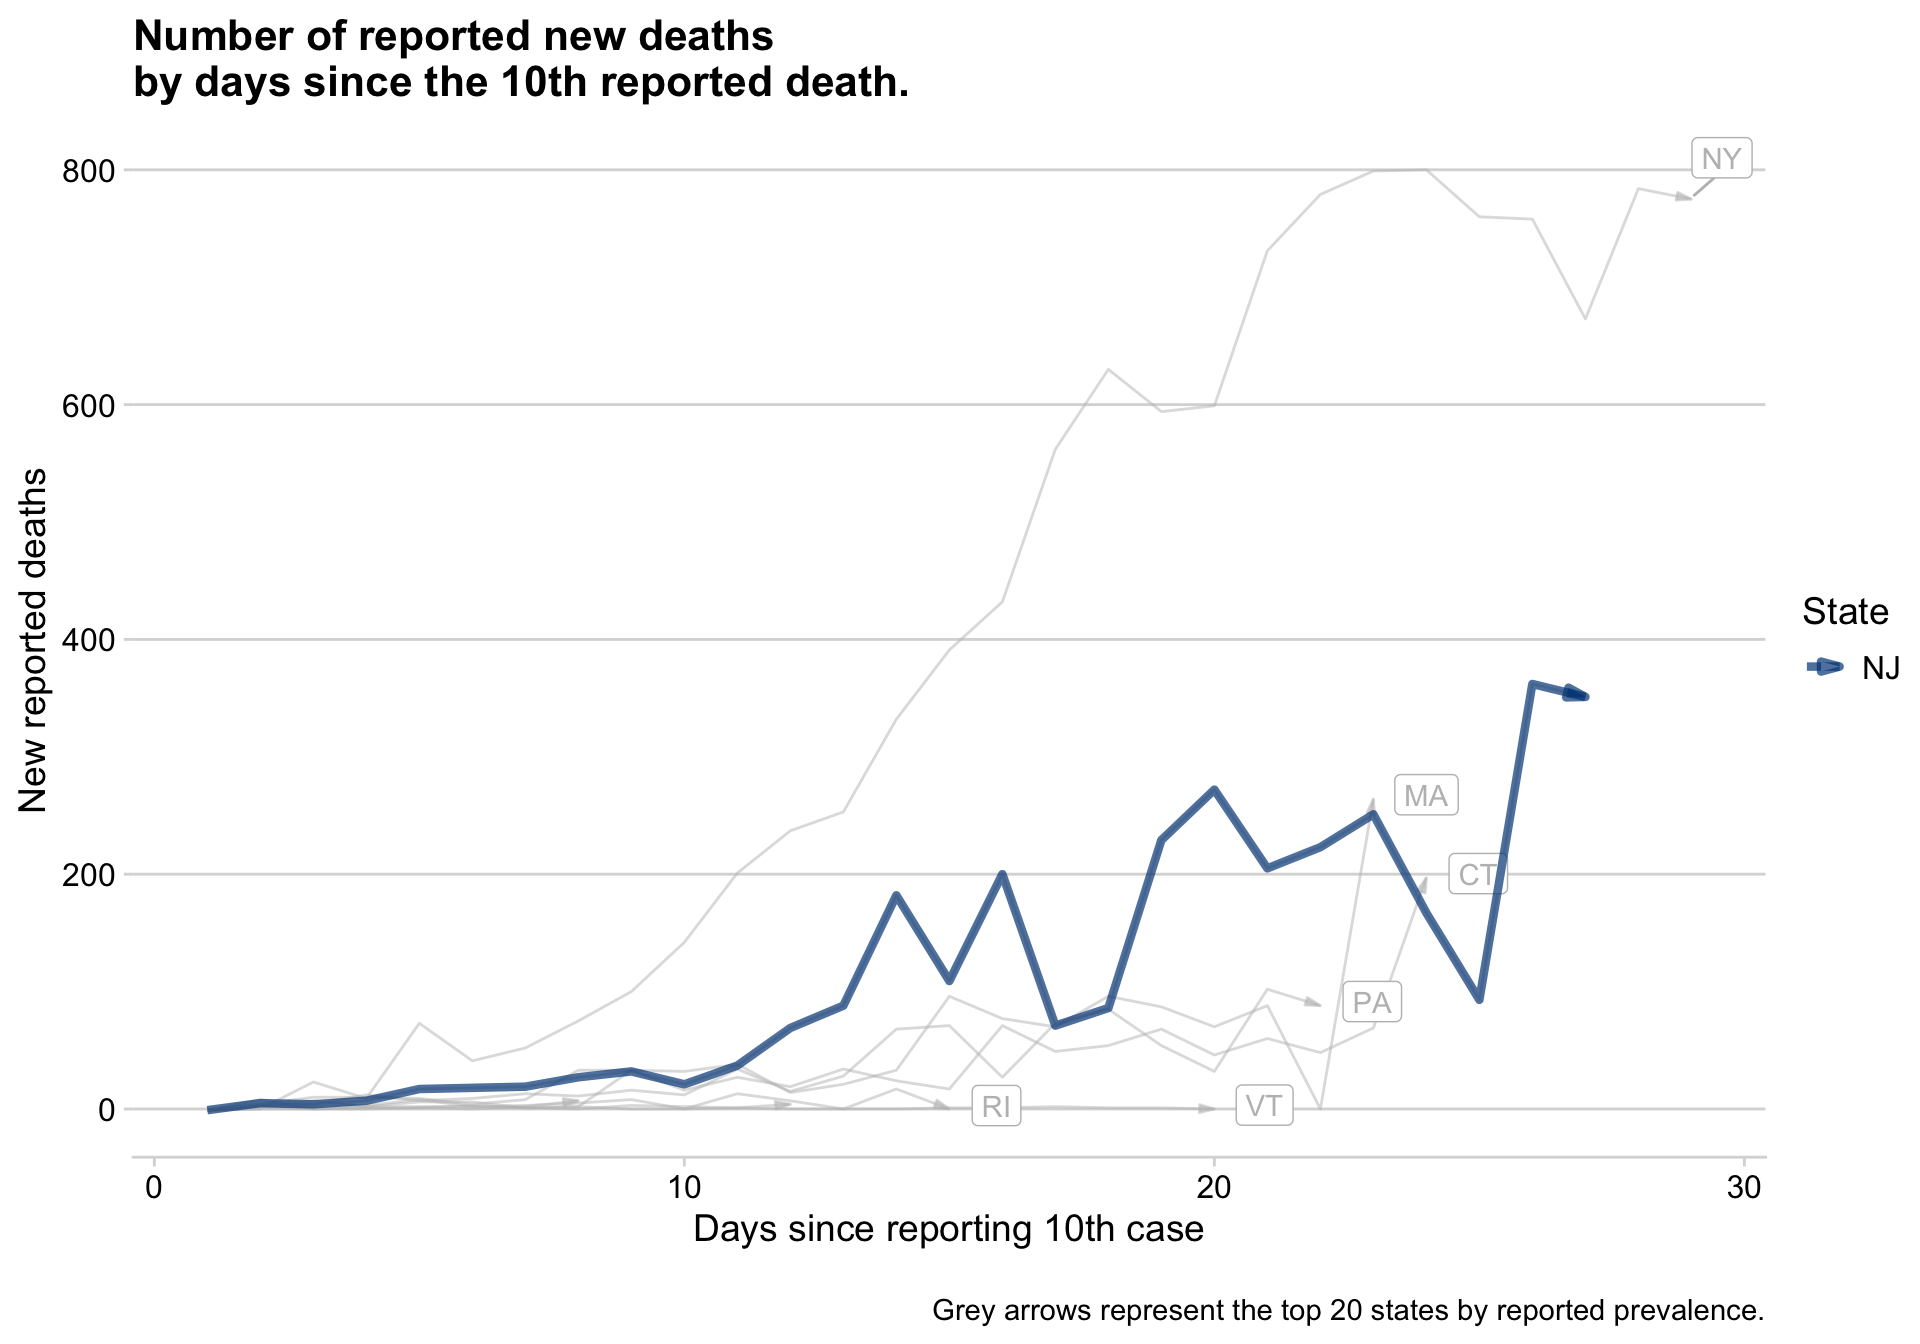 Number of reported new deaths
by days since the 10th reported death.
New reported deaths
800
600
400
200
0
NY
MA
CT
PA
RI
VT
State
NJ
0
10
20
30
Days since reporting 10th case
Grey arrows represent the top 20 states by reported prevalence.